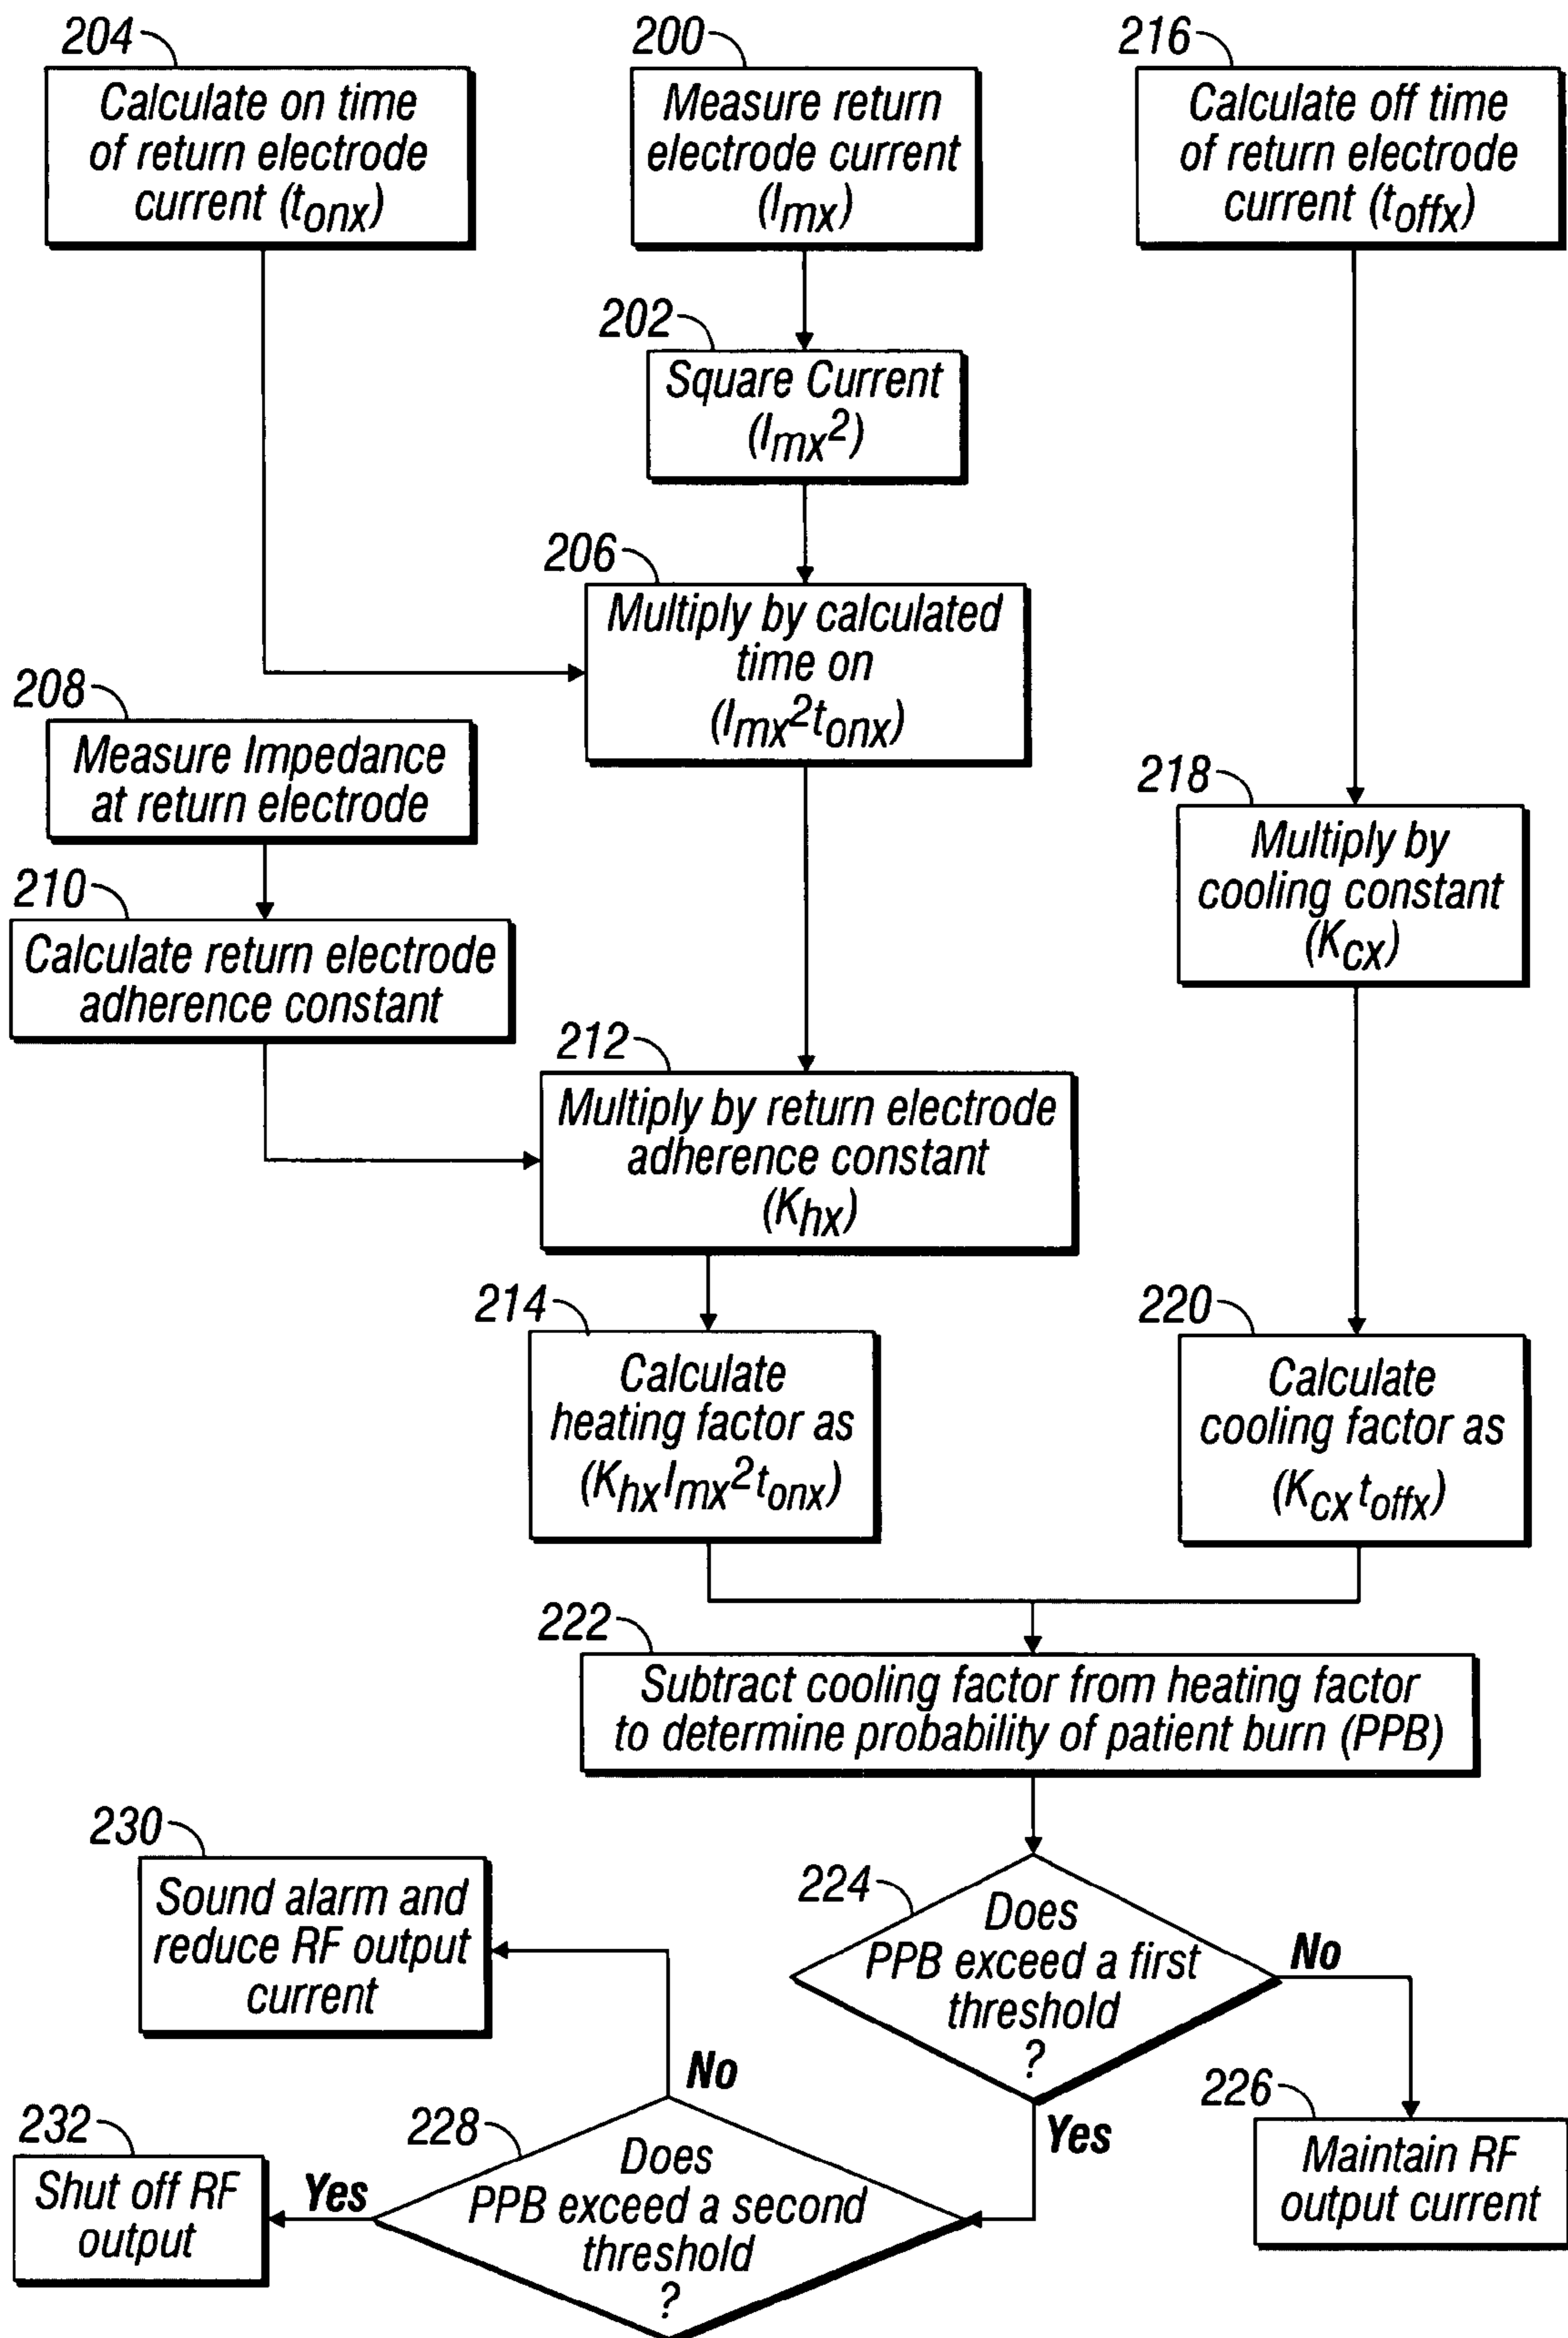 204
Calculate on time
of return electrode
current (tonx)
200
Measure return
electrode current
(Imx)
216
Calculate off time
of return electrode
current (toffx)
202
Square Current
(Imx²)
206
Multiply by calculated
time on
(Imx²tonx)
208
Measure Impedance
at return electrode
210
Calculate return electrode
adherence constant
218
Multiply by
cooling constant
(Kcx)
212
Multiply by return electrode
adherence constant
(Khx)
214
Calculate
heating factor as
(KhxImx²tonx)
220
Calculate
cooling factor as
(Kcxtoffx)
222
Subtract cooling factor from heating factor
to determine probability of patient burn (PPB)
224
Does
PPB exceed a first
threshold
?
No
Yes
226
Maintain RF
output current
228
Does
PPB exceed a second
threshold
?
No
Yes
230
Sound alarm and
reduce RF output
current
232
Shut off RF
output